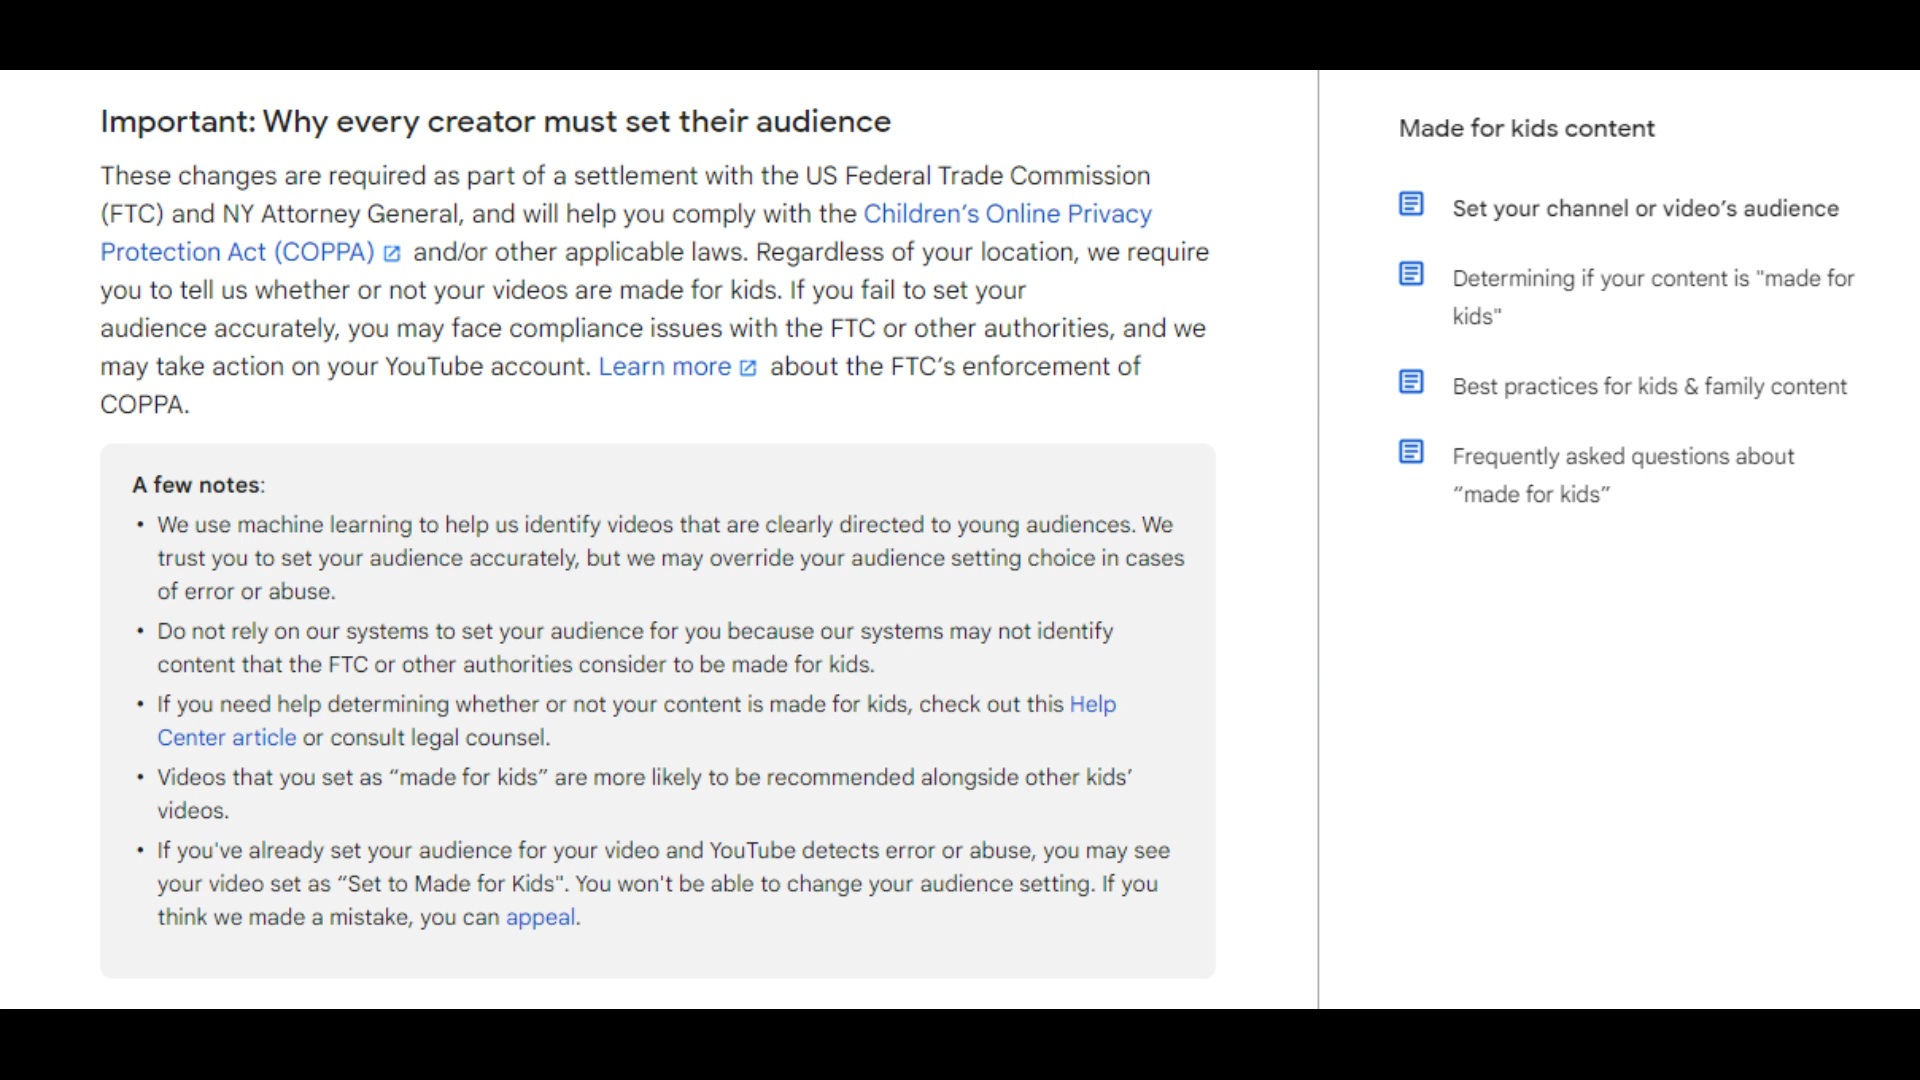 Important: Why every creator must set their audience
These changes are required as part of a settlement with the US Federal Trade Commission
(FTC) and NY Attorney General, and will help you comply with the Children’s Online Privacy
Protection Act (COPPA) and/or other applicable laws. Regardless of your location, we require
you to tell us whether or not your videos are made for kids. If you fail to set your
audience accurately, you may face compliance issues with the FTC or other authorities, and we
may take action on your YouTube account. Learn more about the FTC’s enforcement of
COPPA.
A few notes:
• We use machine learning to help us identify videos that are clearly directed to young audiences. We
trust you to set your audience accurately, but we may override your audience setting choice in cases
of error or abuse.
• Do not rely on our systems to set your audience for you because our systems may not identify
content that the FTC or other authorities consider to be made for kids.
• If you need help determining whether or not your content is made for kids, check out this Help
Center article or consult legal counsel.
• Videos that you set as “made for kids” are more likely to be recommended alongside other kids’
videos.
• If you've already set your audience for your video and YouTube detects error or abuse, you may see
your video set as “Set to Made for Kids". You won't be able to change your audience setting. If you
think we made a mistake, you can appeal.
Made for kids content
Set your channel or video’s audience
Determining if your content is "made for
kids"
Best practices for kids & family content
Frequently asked questions about
“made for kids”